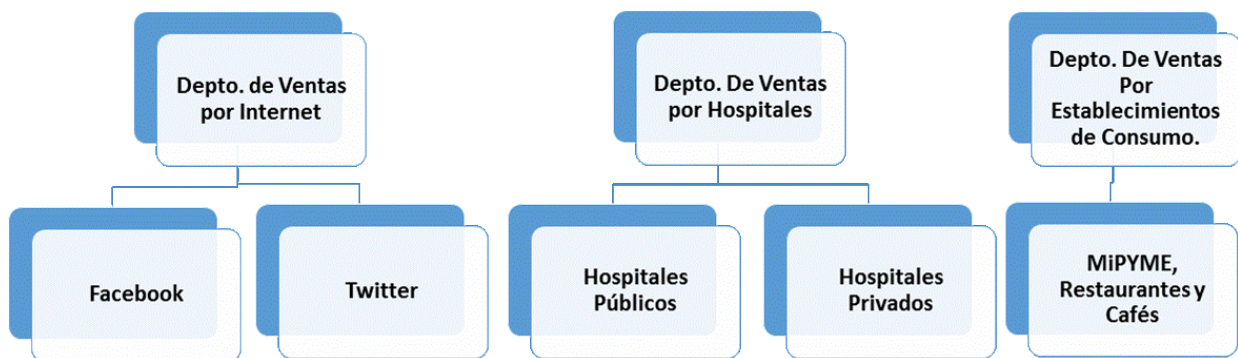 Depto. de Ventas
por Internet
Depto. De Ventas
por Hospitales
Depto. De Ventas
Por
Establecimientos
de Consumo.
Facebook
Twitter
Hospitales
Públicos
Hospitales
Privados
MiPYME,
Restaurantes y
Cafés